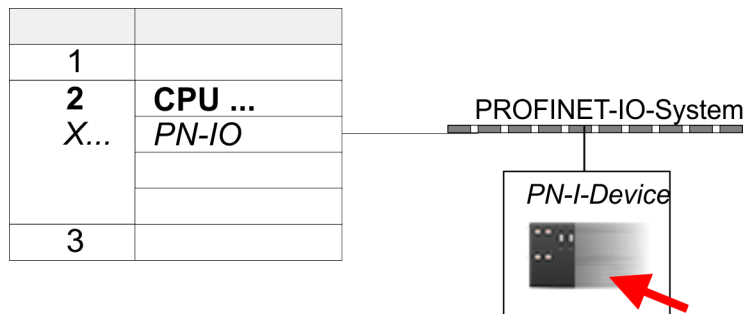 1
2 CPU ...
X... PN-IO
3
PROFINET-IO-System
PN-I-Device